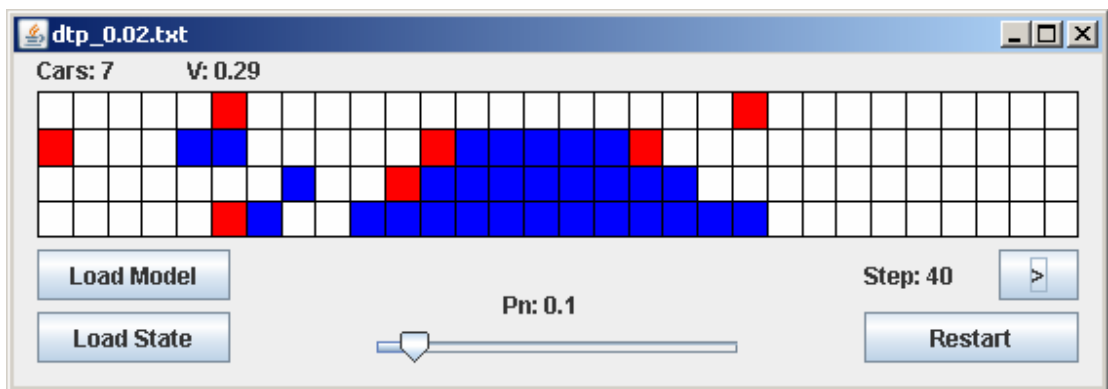 dtp_0.02.txt
Cars: 7 V: 0.29
Load Model
Step: 40 >
Pn: 0.1
Load State
Restart